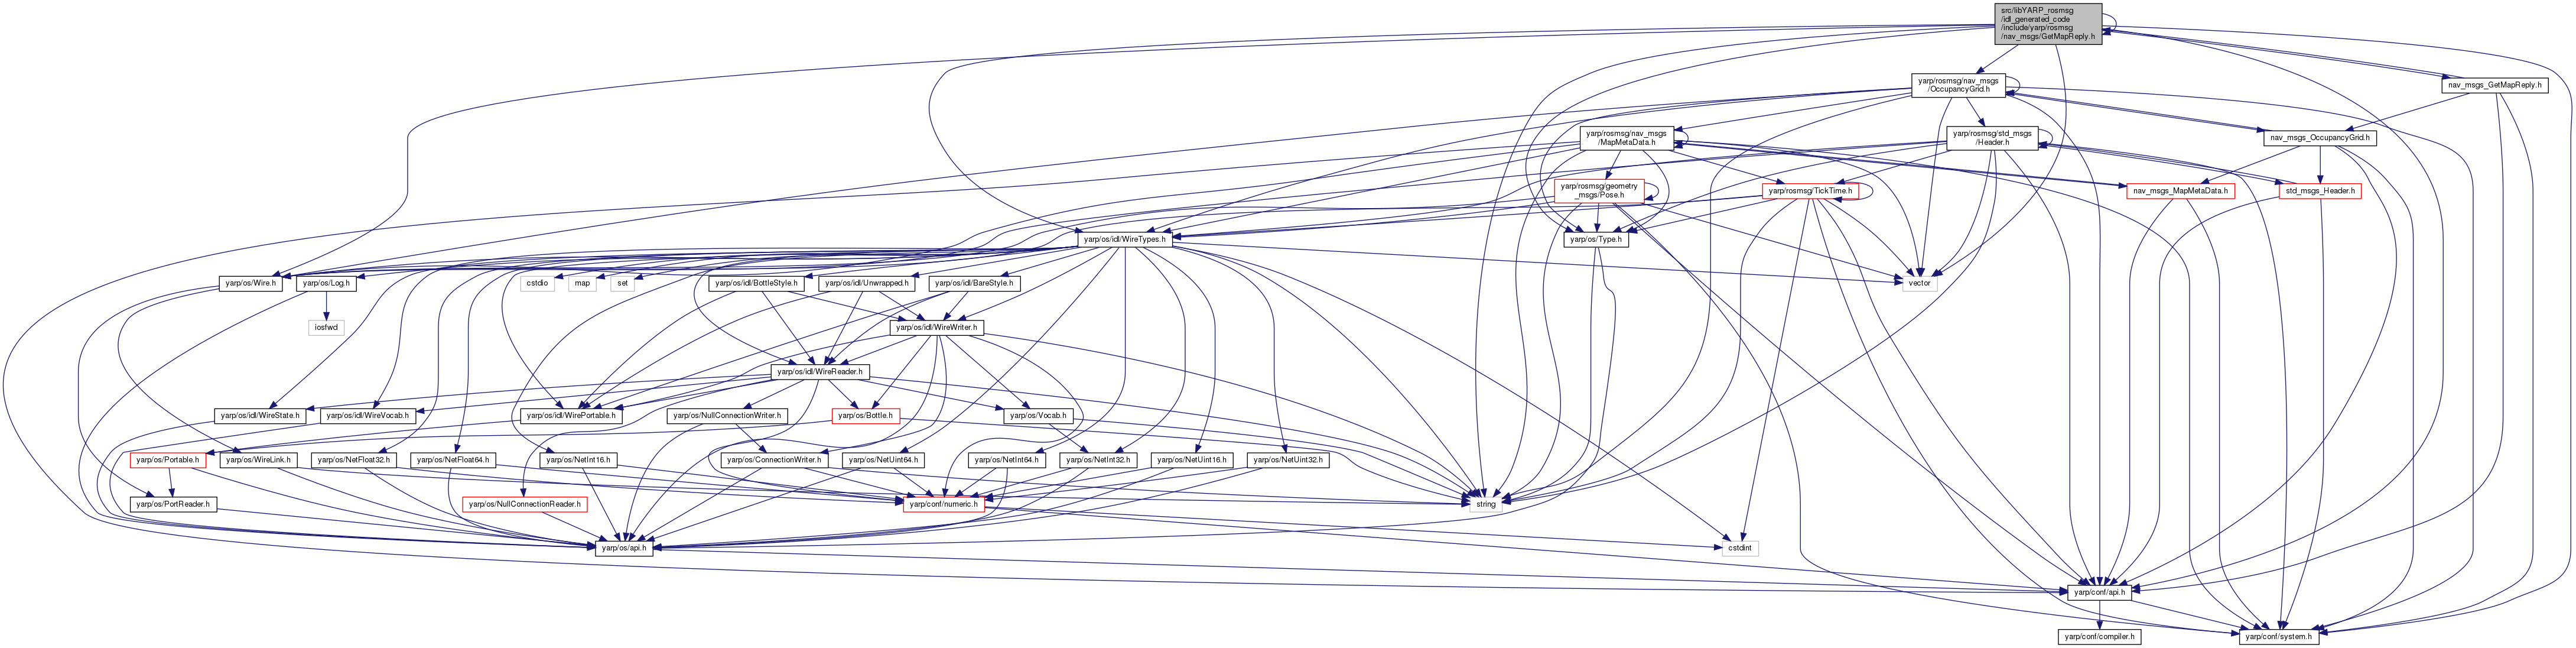 src/libYARP_rosmsg
/idl_generated_code
/include/yarp/rosmsg
/nav_msgs/GetMapReply.h
yarp/rosmsg/nav_msgs
/OccupancyGrid.h
nav_msgs_GetMapReply.h
yarp/rosmsg/nav_msgs
/MapMetaData.h
yarp/rosmsg/std_msgs
/Header.h
nav_msgs_OccupancyGrid.h
yarp/rosmsg/geometry
_msgs/Pose.h
yarp/rosmsg/TickTime.h
nav_msgs_MapMetaData.h
std_msgs_Header.h
yarp/os/idl/WireTypes.h
yarp/os/Type.h
yarp/os/Wire.h
yarp/os/Log.h
cstdio
map
set
yarp/os/idl/BottleStyle.h
yarp/os/idl/Unwrapped.h
yarp/os/idl/BareStyle.h
vector
iosfwd
yarp/os/idl/WireWriter.h
yarp/os/idl/WireReader.h
yarp/os/idl/WireState.h
yarp/os/idl/WireVocab.h
yarp/os/idl/WirePortable.h
yarp/os/NullConnectionWriter.h
yarp/os/Bottle.h
yarp/os/Vocab.h
yarp/os/Portable.h
yarp/os/WireLink.h
yarp/os/NetFloat32.h
yarp/os/NetFloat64.h
yarp/os/NetInt16.h
yarp/os/ConnectionWriter.h
yarp/os/NetUint64.h
yarp/os/NetInt64.h
yarp/os/NetInt32.h
yarp/os/NetUint16.h
yarp/os/NetUint32.h
yarp/os/PortReader.h
yarp/os/NullConnectionReader.h
yarp/conf/numeric.h
string
yarp/os/api.h
cstdint
yarp/conf/api.h
yarp/conf/compiler.h
yarp/conf/system.h